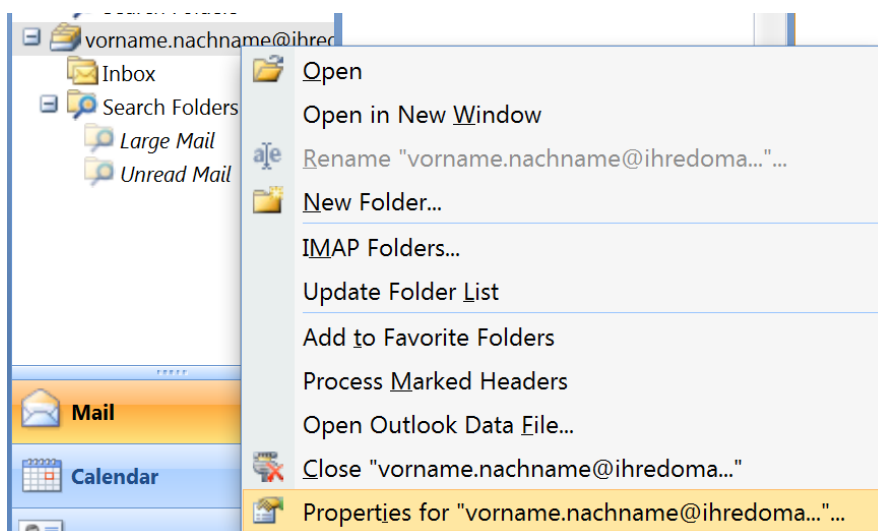 vorname.nachname@ihred
Inbox
Search Folders
Large Mail
Unread Mail
Mail
Calendar
Open
Open in New Window
Rename "vorname.nachname@ihredoma..."...
New Folder...
IMAP Folders...
Update Folder List
Add to Favorite Folders
Process Marked Headers
Open Outlook Data File...
Close "vorname.nachname@ihredoma..."
Properties for "vorname.nachname@ihredoma..."...